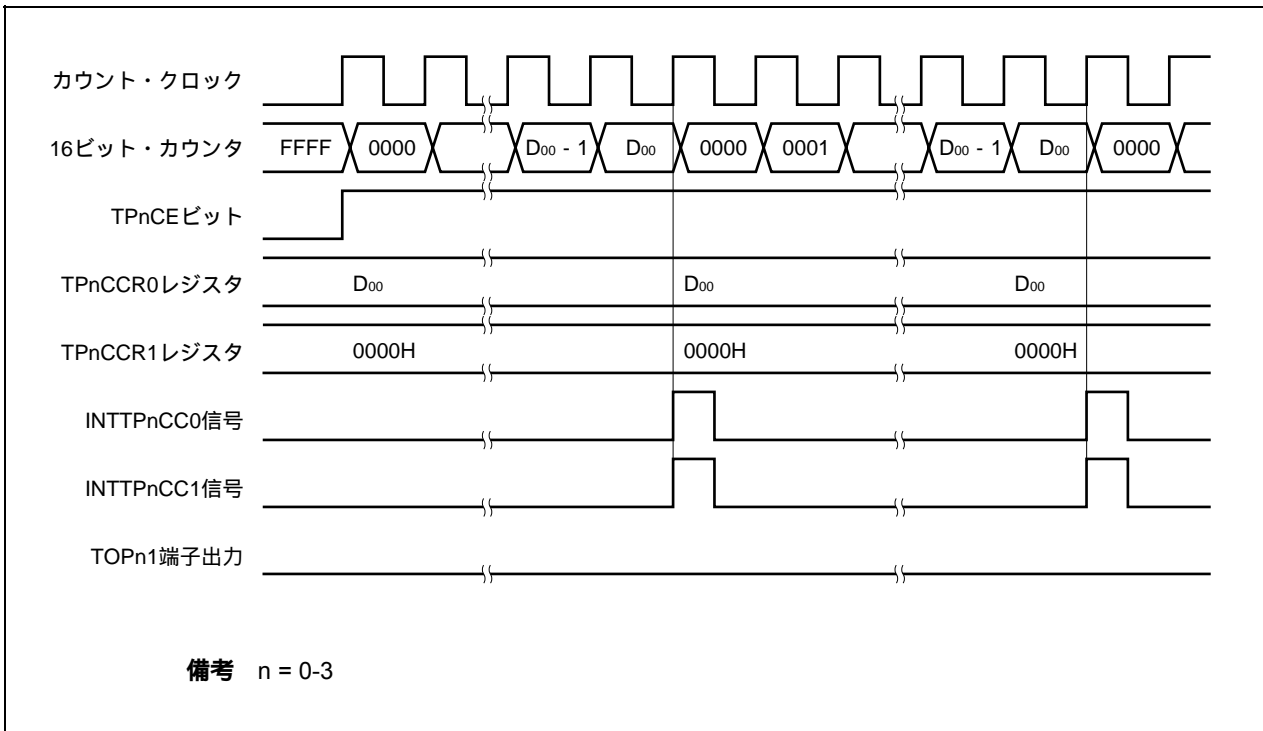 カウント・クロック
16ビット・カウンタ FFFF 0000 D00 - 1 D00 0000 0001 D00 - 1 D00 0000
TPnCEビット
TPnCCR0レジスタ D00 D00 D00
TPnCCR1レジスタ 0000H 0000H 0000H
INTTPnCC0信号
INTTPnCC1信号
TOPn1端子出力
備考 n = 0-3